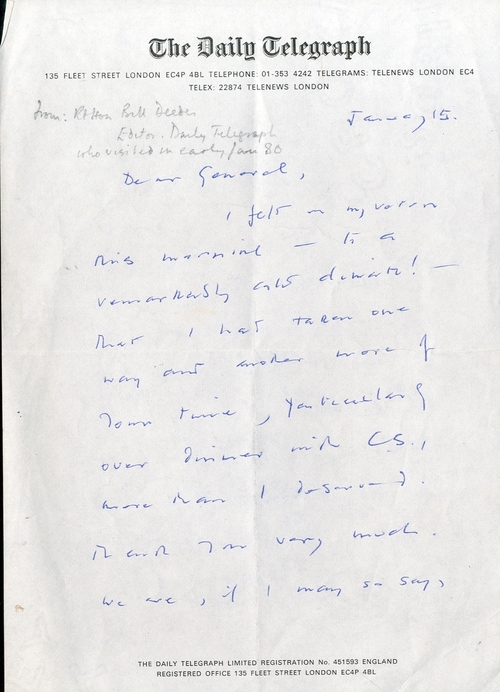 The Daily Telegraph
135 FLEET STREET LONDON EC4P 4BL TELEPHONE: 01-353 4242 TELEGRAMS: TELENEWS LONDON EC4
TELEX: 22874 TELENEWS LONDON
From: Rt Hon Bill Deedes
Editor. Daily Telegraph
who visited in early Jan 80
January 15.
Dear General,
I felt on my return
this morning — to a
remarkably cold climate! —
that I had taken one
way and another more of
your time, particularly
over dinner with C.S.,
more than I deserved.
Thank you very much.
We are, if I may so say,
THE DAILY TELEGRAPH LIMITED REGISTRATION No. 451593 ENGLAND
REGISTERED OFFICE 135 FLEET STREET LONDON EC4P 4BL